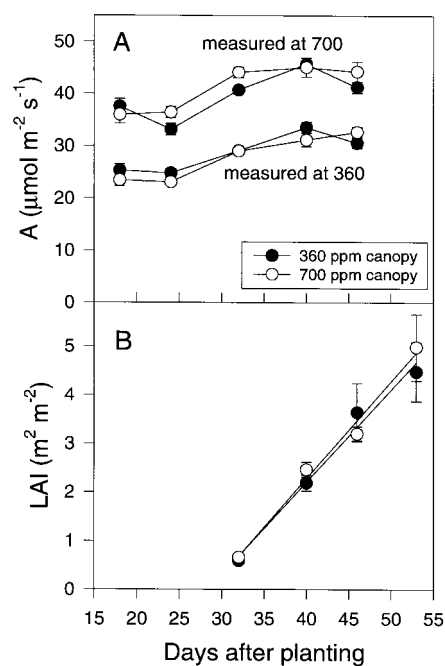 A
measured at 700
measured at 360
A (µmol m⁻² s⁻¹)
50
40
30
20
10
0
360 ppm canopy
700 ppm canopy
B
LAI (m² m⁻²)
5
4
3
2
1
0
15 20 25 30 35 40 45 50 55
Days after planting